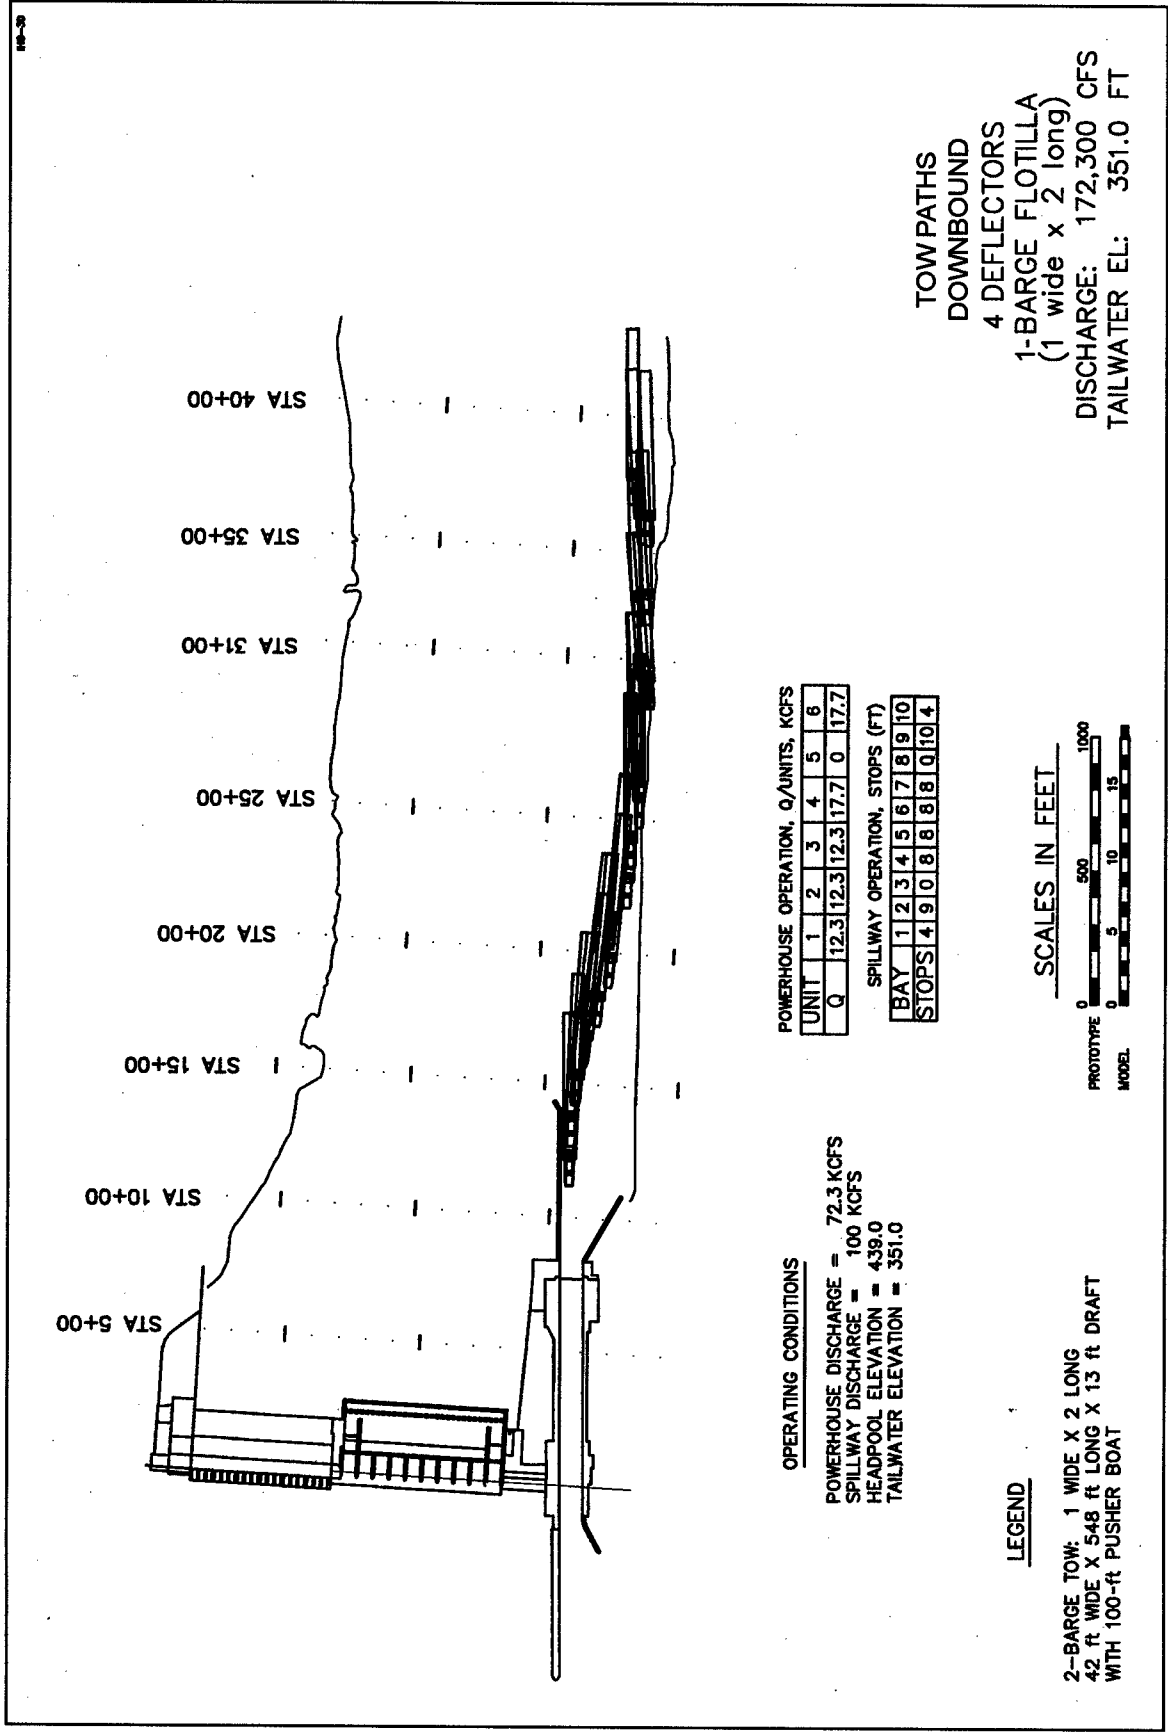 STA 5+00
STA 10+00
STA 15+00
STA 20+00
STA 25+00
STA 31+00
STA 35+00
STA 40+00
OPERATING CONDITIONS
POWERHOUSE DISCHARGE = 72.3 KCFS
SPILLWAY DISCHARGE = 100 KCFS
HEADPOOL ELEVATION = 439.0
TAILWATER ELEVATION = 351.0
POWERHOUSE OPERATION, Q/UNITS, KCFS
UNIT 1 2 3 4 5 6
Q 12.3 12.3 12.3 17.7 0 17.7
SPILLWAY OPERATION, STOPS (FT)
BAY 1 2 3 4 5 6 7 8 9 10
STOPS 4 9 0 8 8 8 8 0 10 4
LEGEND
2-BARGE TOW: 1 WIDE X 2 LONG
42 ft WIDE X 548 ft LONG X 13 ft DRAFT
WITH 100-ft PUSHER BOAT
SCALES IN FEET
PROTOTYPE 0 500 1000
MODEL 0 5 10 15
TOW PATHS
DOWNBOUND
4 DEFLECTORS
1-BARGE FLOTILLA
(1 wide x 2 long)
DISCHARGE: 172,300 CFS
TAILWATER EL: 351.0 FT